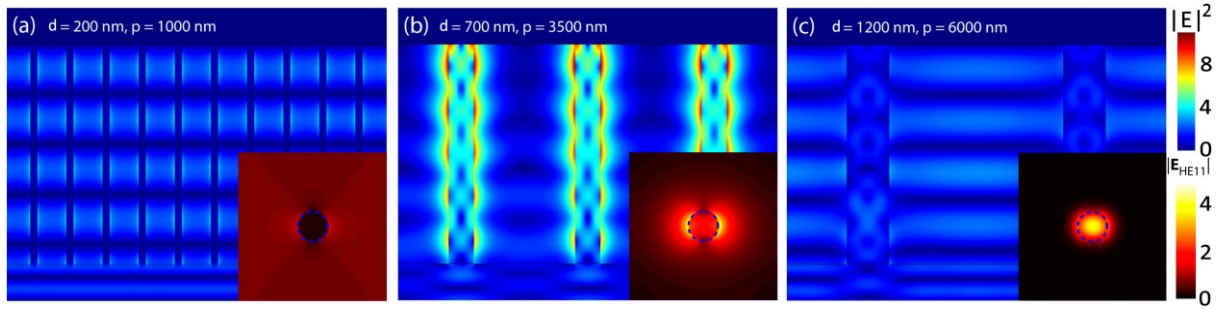 (a) d = 200 nm, p = 1000 nm
(b) d = 700 nm, p = 3500 nm
(c) d = 1200 nm, p = 6000 nm
|E|²
8
4
0
|E_HE11|
4
2
0